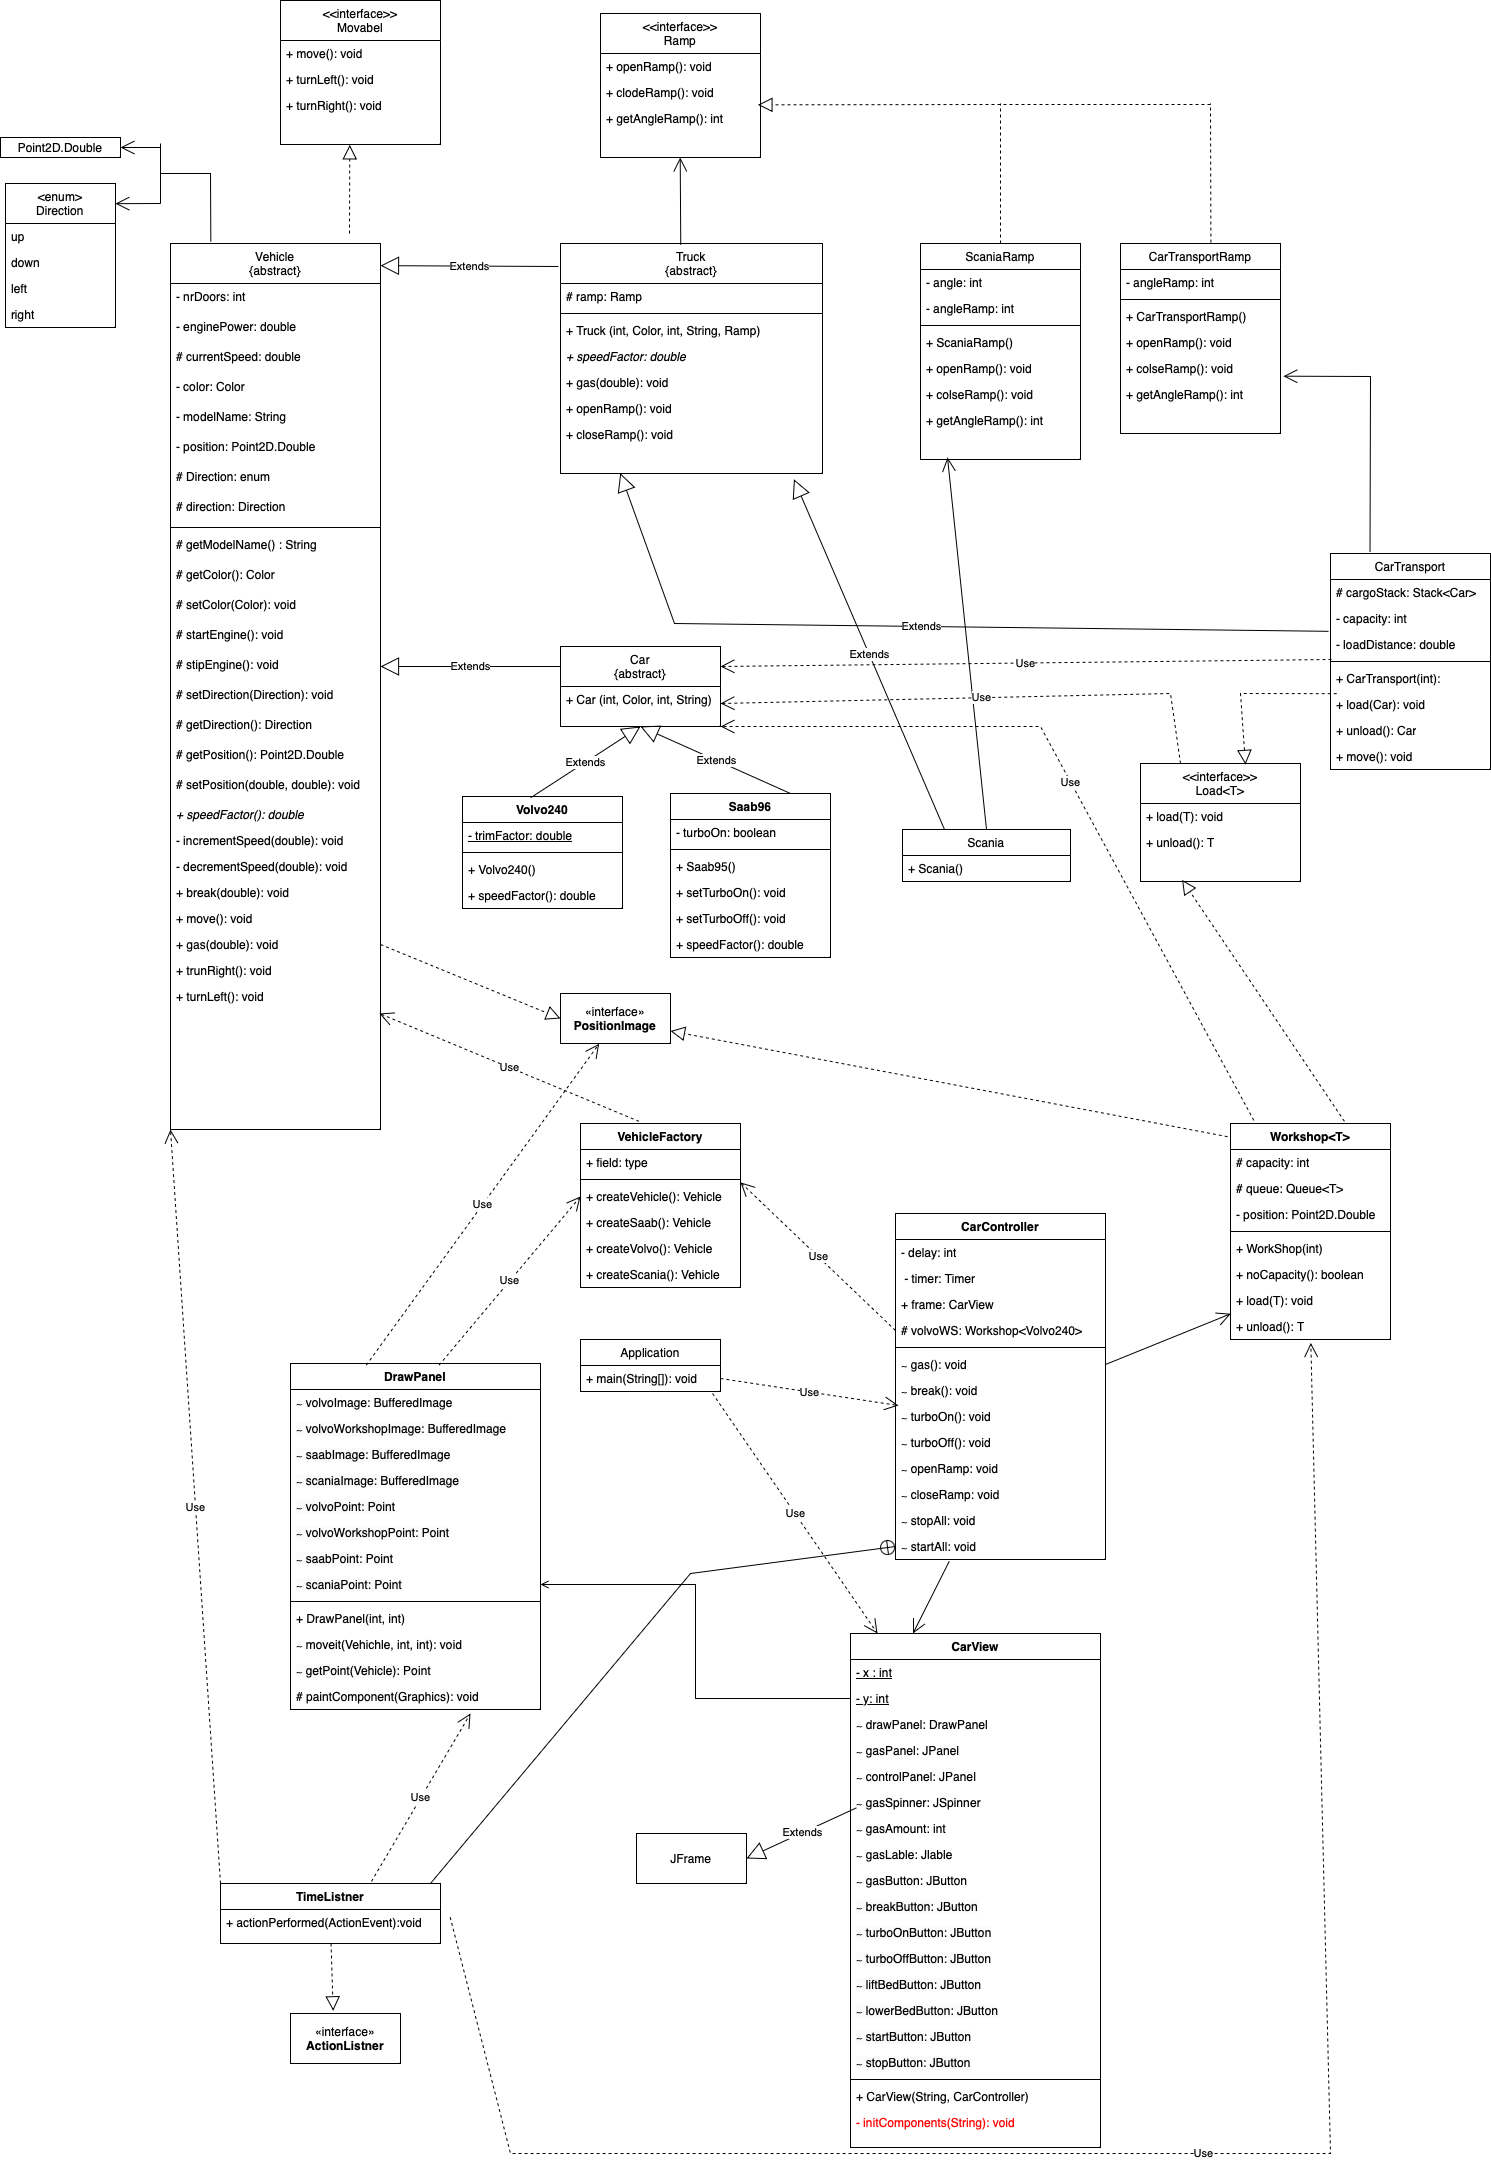 <<interface>>
Movabel
+ move(): void
+ turnLeft(): void
+ turnRight(): void
<<interface>>
Ramp
+ openRamp(): void
+ clodeRamp(): void
+ getAngleRamp(): int
Point2D.Double
<enum>
Direction
up
down
left
right
Vehicle
{abstract}
- nrDoors: int
- enginePower: double
# currentSpeed: double
- color: Color
- modelName: String
- position: Point2D.Double
# Direction: enum
# direction: Direction
# getModelName() : String
# getColor(): Color
# setColor(Color): void
# startEngine(): void
# stipEngine(): void
# setDirection(Direction): void
# getDirection(): Direction
# getPosition(): Point2D.Double
# setPosition(double, double): void
+ speedFactor(): double
- incrementSpeed(double): void
- decrementSpeed(double): void
+ break(double): void
+ move(): void
+ gas(double): void
+ trunRight(): void
+ turnLeft(): void
Extends
Truck
{abstract}
# ramp: Ramp
+ Truck (int, Color, int, String, Ramp)
+ speedFactor: double
+ gas(double): void
+ openRamp(): void
+ closeRamp(): void
ScaniaRamp
- angle: int
- angleRamp: int
+ ScaniaRamp()
+ openRamp(): void
+ colseRamp(): void
+ getAngleRamp(): int
CarTransportRamp
- angleRamp: int
+ CarTransportRamp()
+ openRamp(): void
+ colseRamp(): void
+ getAngleRamp(): int
CarTransport
# cargoStack: Stack<Car>
- capacity: int
- loadDistance: double
+ CarTransport(int):
+ load(Car): void
+ unload(): Car
+ move(): void
Extends
Extends
Use
Use
Use
Extends
Car
{abstract}
+ Car (int, Color, int, String)
Extends
Extends
Volvo240
- trimFactor: double
+ Volvo240()
+ speedFactor(): double
Saab96
- turboOn: boolean
+ Saab95()
+ setTurboOn(): void
+ setTurboOff(): void
+ speedFactor(): double
Scania
+ Scania()
<<interface>>
Load<T>
+ load(T): void
+ unload(): T
«interface»
PositionImage
Use
VehicleFactory
+ field: type
+ createVehicle(): Vehicle
+ createSaab(): Vehicle
+ createVolvo(): Vehicle
+ createScania(): Vehicle
Workshop<T>
# capacity: int
# queue: Queue<T>
- position: Point2D.Double
+ WorkShop(int)
+ noCapacity(): boolean
+ load(T): void
+ unload(): T
Use
Use
Use
CarController
- delay: int
- timer: Timer
+ frame: CarView
# volvoWS: Workshop<Volvo240>
~ gas(): void
~ break(): void
~ turboOn(): void
~ turboOff(): void
~ openRamp: void
~ closeRamp: void
~ stopAll: void
~ startAll: void
Application
+ main(String[]): void
Use
Use
DrawPanel
~ volvoImage: BufferedImage
~ volvoWorkshopImage: BufferedImage
~ saabImage: BufferedImage
~ scaniaImage: BufferedImage
~ volvoPoint: Point
~ volvoWorkshopPoint: Point
~ saabPoint: Point
~ scaniaPoint: Point
+ DrawPanel(int, int)
~ moveit(Vehichle, int, int): void
~ getPoint(Vehicle): Point
# paintComponent(Graphics): void
Use
Use
CarView
- x : int
- y: int
~ drawPanel: DrawPanel
~ gasPanel: JPanel
~ controlPanel: JPanel
~ gasSpinner: JSpinner
~ gasAmount: int
~ gasLable: Jlable
~ gasButton: JButton
~ breakButton: JButton
~ turboOnButton: JButton
~ turboOffButton: JButton
~ liftBedButton: JButton
~ lowerBedButton: JButton
~ startButton: JButton
~ stopButton: JButton
+ CarView(String, CarController)
- initComponents(String): void
Extends
JFrame
TimeListner
+ actionPerformed(ActionEvent):void
«interface»
ActionListner
Use